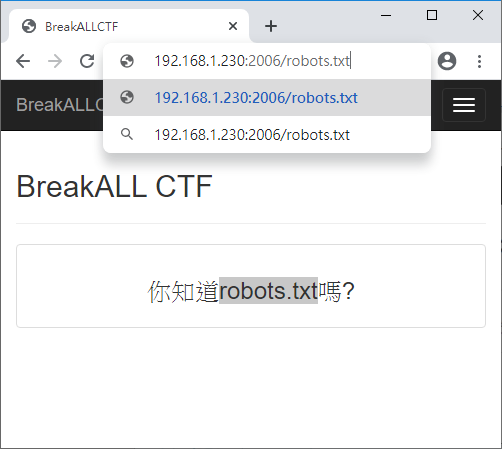 BreakALLCTF
192.168.1.230:2006/robots.txt
192.168.1.230:2006/robots.txt
192.168.1.230:2006/robots.txt
BreakALLC
BreakALL CTF
你知道robots.txt嗎?